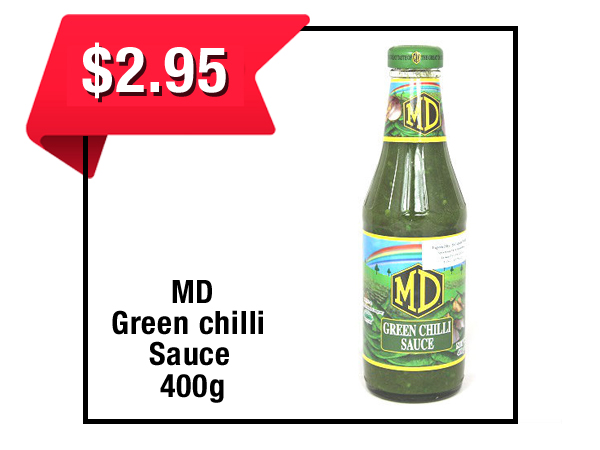 $2.95
MD
Green chilli
Sauce
400g
MD
MD
GREEN CHILLI
SAUCE